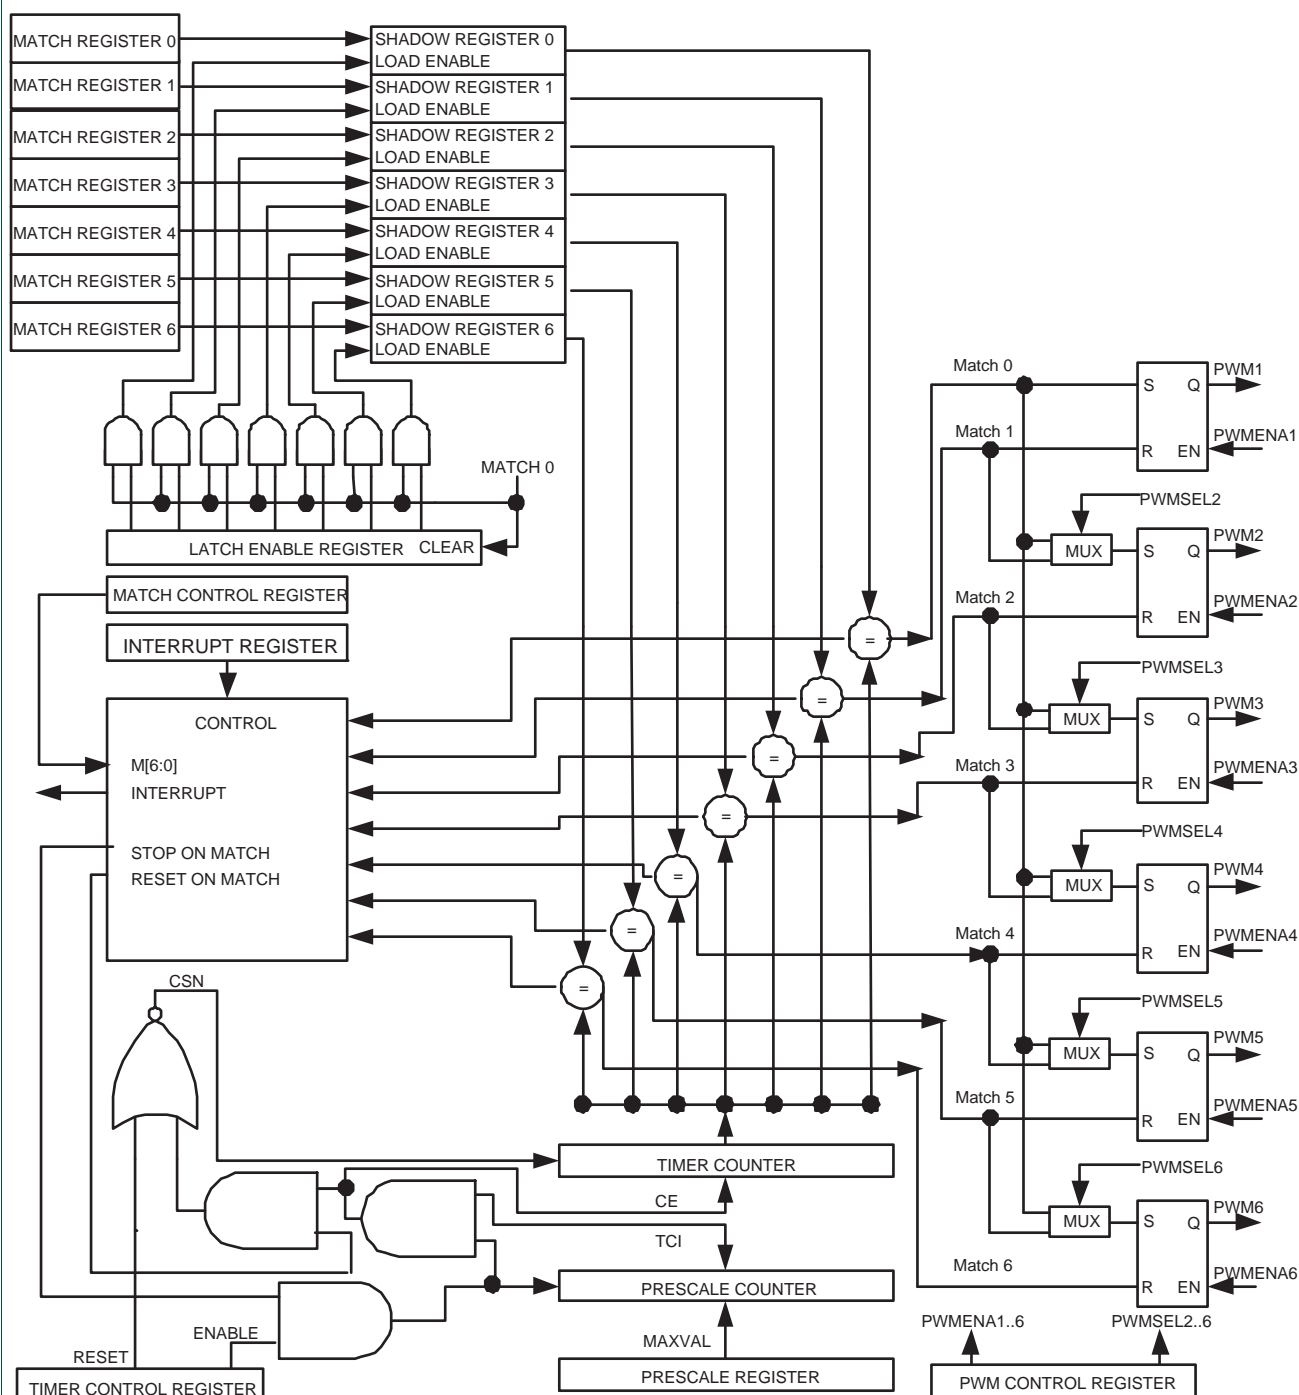 MATCH REGISTER 0
MATCH REGISTER 1
MATCH REGISTER 2
MATCH REGISTER 3
MATCH REGISTER 4
MATCH REGISTER 5
MATCH REGISTER 6
SHADOW REGISTER 0
LOAD ENABLE
SHADOW REGISTER 1
LOAD ENABLE
SHADOW REGISTER 2
LOAD ENABLE
SHADOW REGISTER 3
LOAD ENABLE
SHADOW REGISTER 4
LOAD ENABLE
SHADOW REGISTER 5
LOAD ENABLE
SHADOW REGISTER 6
LOAD ENABLE
MATCH 0
LATCH ENABLE REGISTER CLEAR
MATCH CONTROL REGISTER
INTERRUPT REGISTER
CONTROL
M[6:0]
INTERRUPT
STOP ON MATCH
RESET ON MATCH
=
=
=
=
=
=
=
CSN
TIMER COUNTER
CE
TCI
PRESCALE COUNTER
MAXVAL
PRESCALE REGISTER
ENABLE
RESET
TIMER CONTROL REGISTER
Match 0
S Q PWM1
Match 1
R EN PWMENA1
PWMSEL2
MUX S Q PWM2
Match 2
R EN PWMENA2
PWMSEL3
MUX S Q PWM3
Match 3
R EN PWMENA3
PWMSEL4
MUX S Q PWM4
Match 4
R EN PWMENA4
PWMSEL5
MUX S Q PWM5
Match 5
R EN PWMENA5
PWMSEL6
MUX S Q PWM6
Match 6
R EN PWMENA6
PWMENA1..6 PWMSEL2..6
PWM CONTROL REGISTER